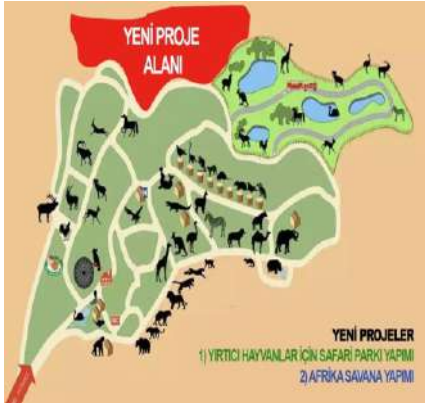 YENİ PROJE
ALANI
YENİ PROJELER
1) YIRTICI HAYVANLAR İÇİN SAFARİ PARKI YAPIMI
2) AFRİKA SAVANA YAPIMI